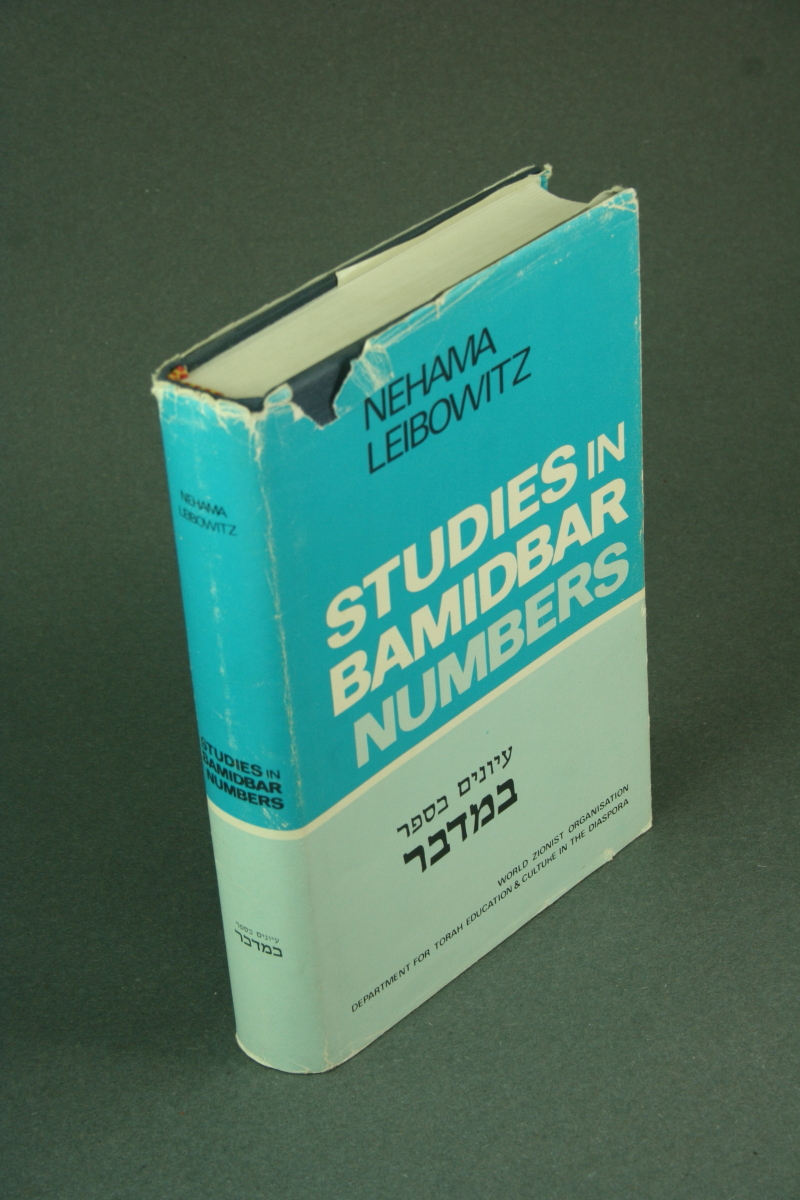 NEHAMA
LEIBOWITZ
STUDIES IN
BAMIDBAR
NUMBERS
עיונים בספר
במדבר
WORLD ZIONIST ORGANISATION
DEPARTMENT FOR TORAH EDUCATION & CULTURE IN THE DIASPORA
NEHAMA
LEIBOWITZ
STUDIES IN
BAMIDBAR
NUMBERS
עיונים בספר
במדבר